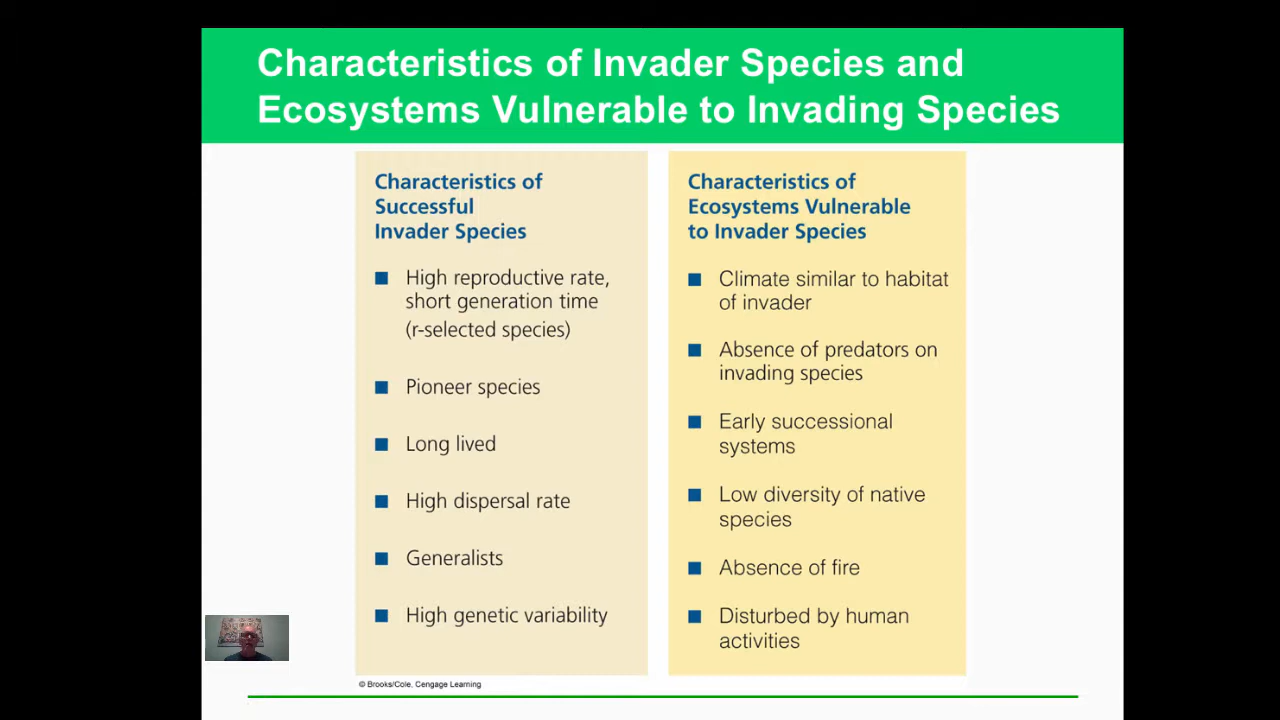 Characteristics of Invader Species and
Ecosystems Vulnerable to Invading Species
Characteristics of
Successful
Invader Species
High reproductive rate,
short generation time
(r-selected species)
Pioneer species
Long lived
High dispersal rate
Generalists
High genetic variability
Characteristics of
Ecosystems Vulnerable
to Invader Species
Climate similar to habitat
of invader
Absence of predators on
invading species
Early successional
systems
Low diversity of native
species
Absence of fire
Disturbed by human
activities
© Brooks/Cole, Cengage Learning